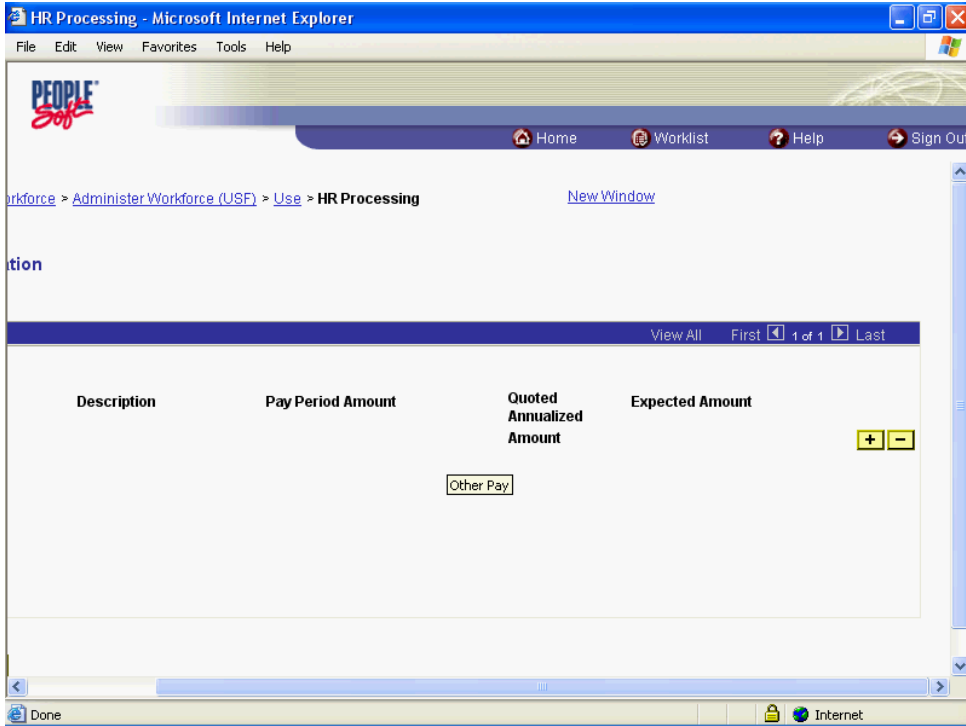 HR Processing - Microsoft Internet Explorer
File Edit View Favorites Tools Help
PEOPLE
Soft
Home Worklist Help Sign Out
orkforce > Administer Workforce (USF) > Use > HR Processing New Window
ation
View All First 1 of 1 Last
Description Pay Period Amount Quoted Annualized Amount Expected Amount
+ -
Other Pay
Done Internet